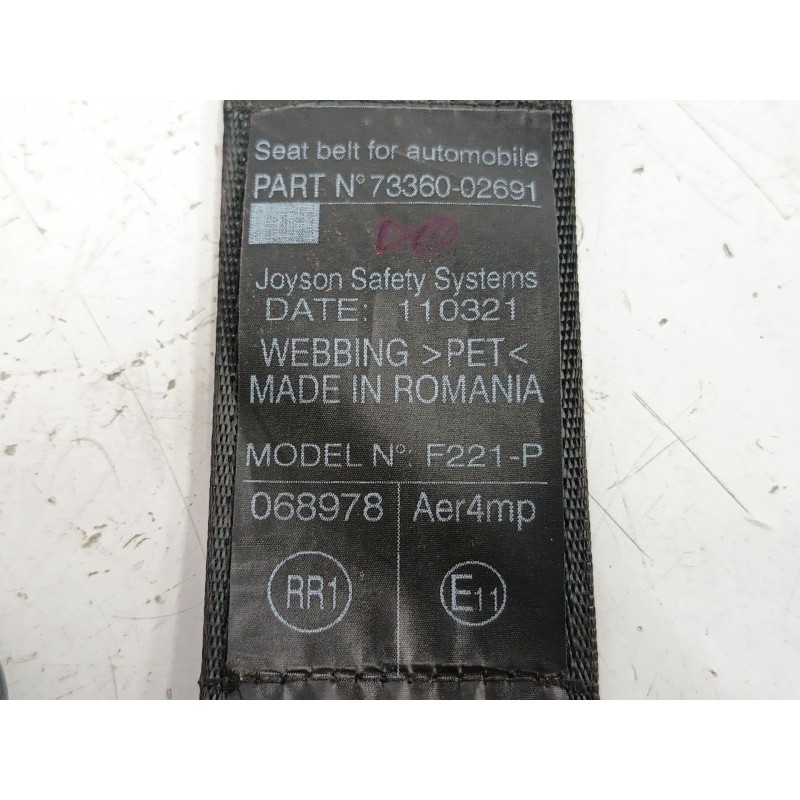 Seat belt for automobile
PART N° 73360-02691
Joyson Safety Systems
DATE: 110321
WEBBING >PET<
MADE IN ROMANIA
MODEL N°: F221-P
068978 Aer4mp
RR1 E11